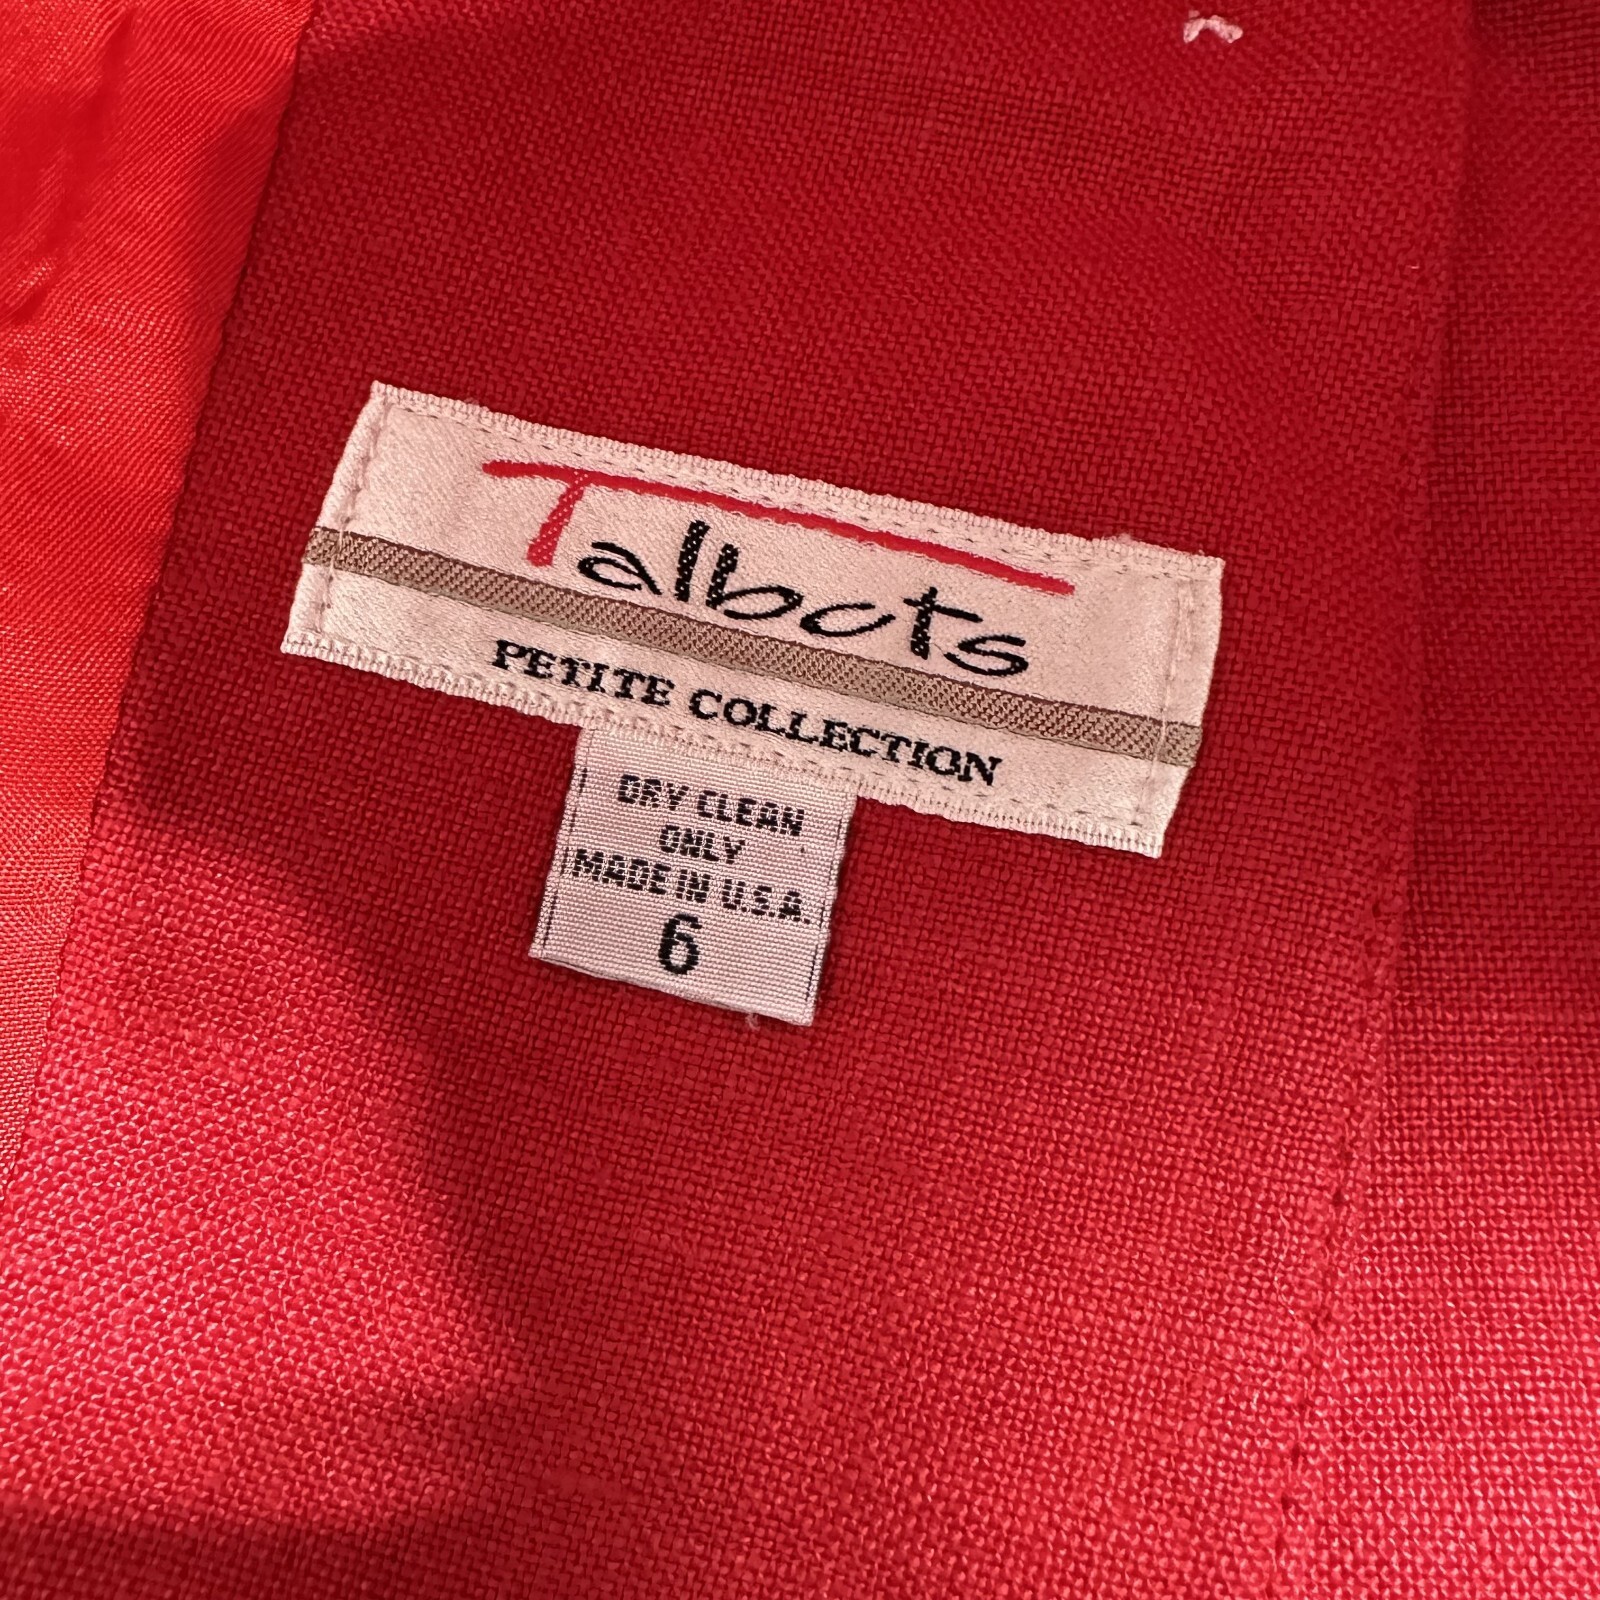 Talbots
PETITE COLLECTION
DRY CLEAN
ONLY
MADE IN U.S.A.
6